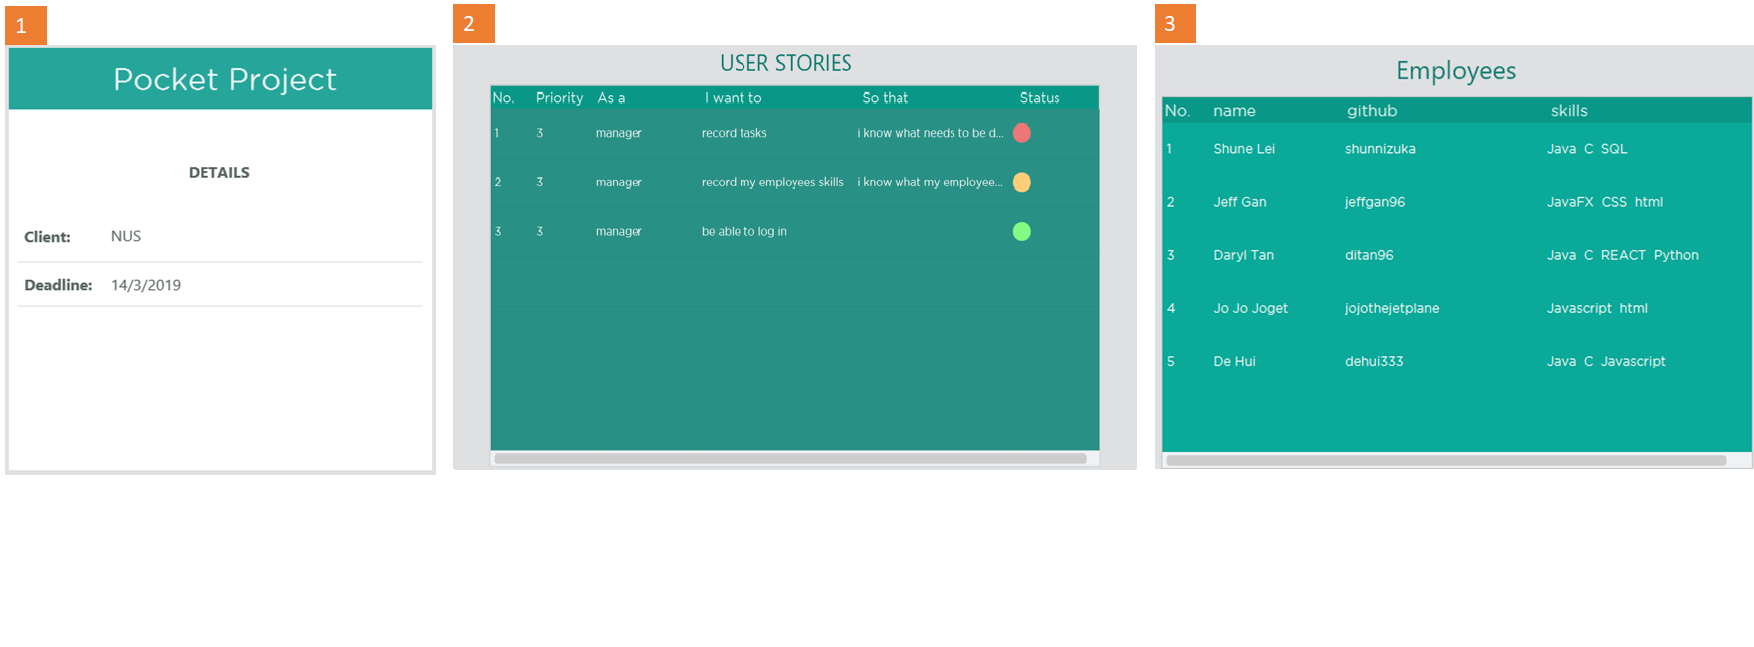 1
Pocket Project
DETAILS
Client: NUS
Deadline: 14/3/2019
2
USER STORIES
No. Priority As a I want to So that Status
1 3 manager record tasks i know what needs to be d...
2 3 manager record my employees skills i know what my employee...
3 3 manager be able to log in
3
Employees
No. name github skills
1 Shune Lei shunnizuka Java C SQL
2 Jeff Gan jeffgan96 JavaFX CSS html
3 Daryl Tan ditan96 Java C REACT Python
4 Jo Jo Joget jojothejetplane Javascript html
5 De Hui dehui333 Java C Javascript